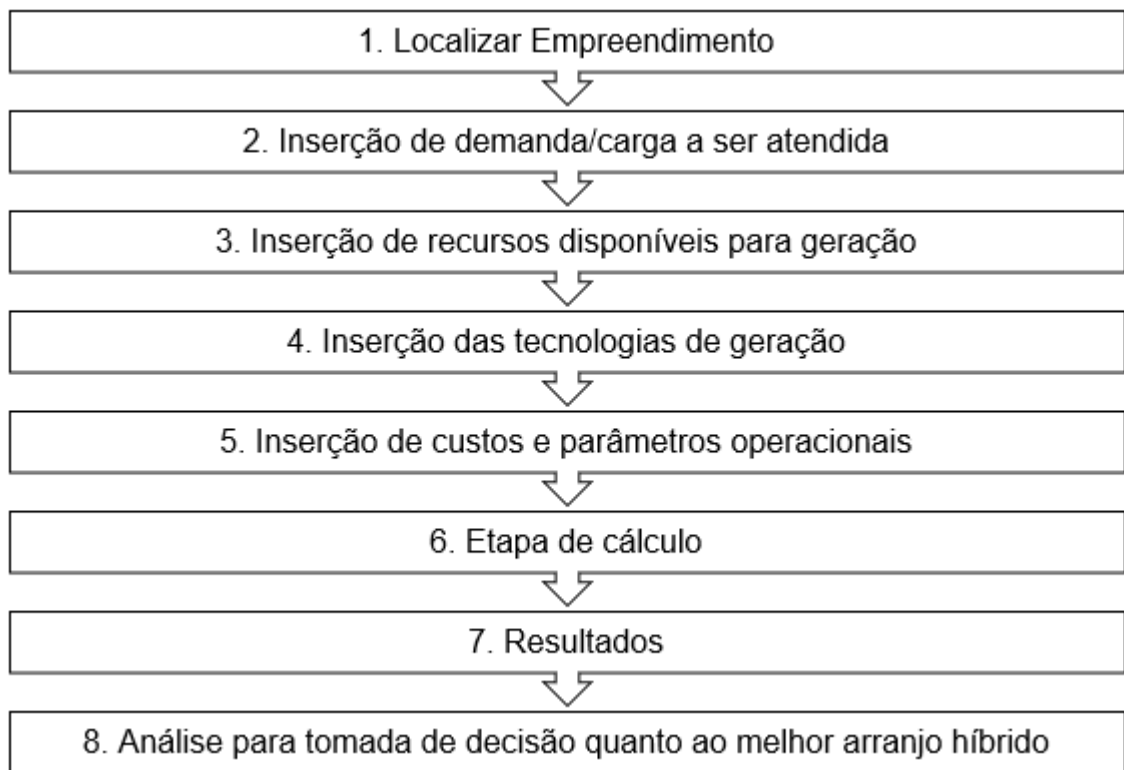 1. Localizar Empreendimento
2. Inserção de demanda/carga a ser atendida
3. Inserção de recursos disponíveis para geração
4. Inserção das tecnologias de geração
5. Inserção de custos e parâmetros operacionais
6. Etapa de cálculo
7. Resultados
8. Análise para tomada de decisão quanto ao melhor arranjo híbrido